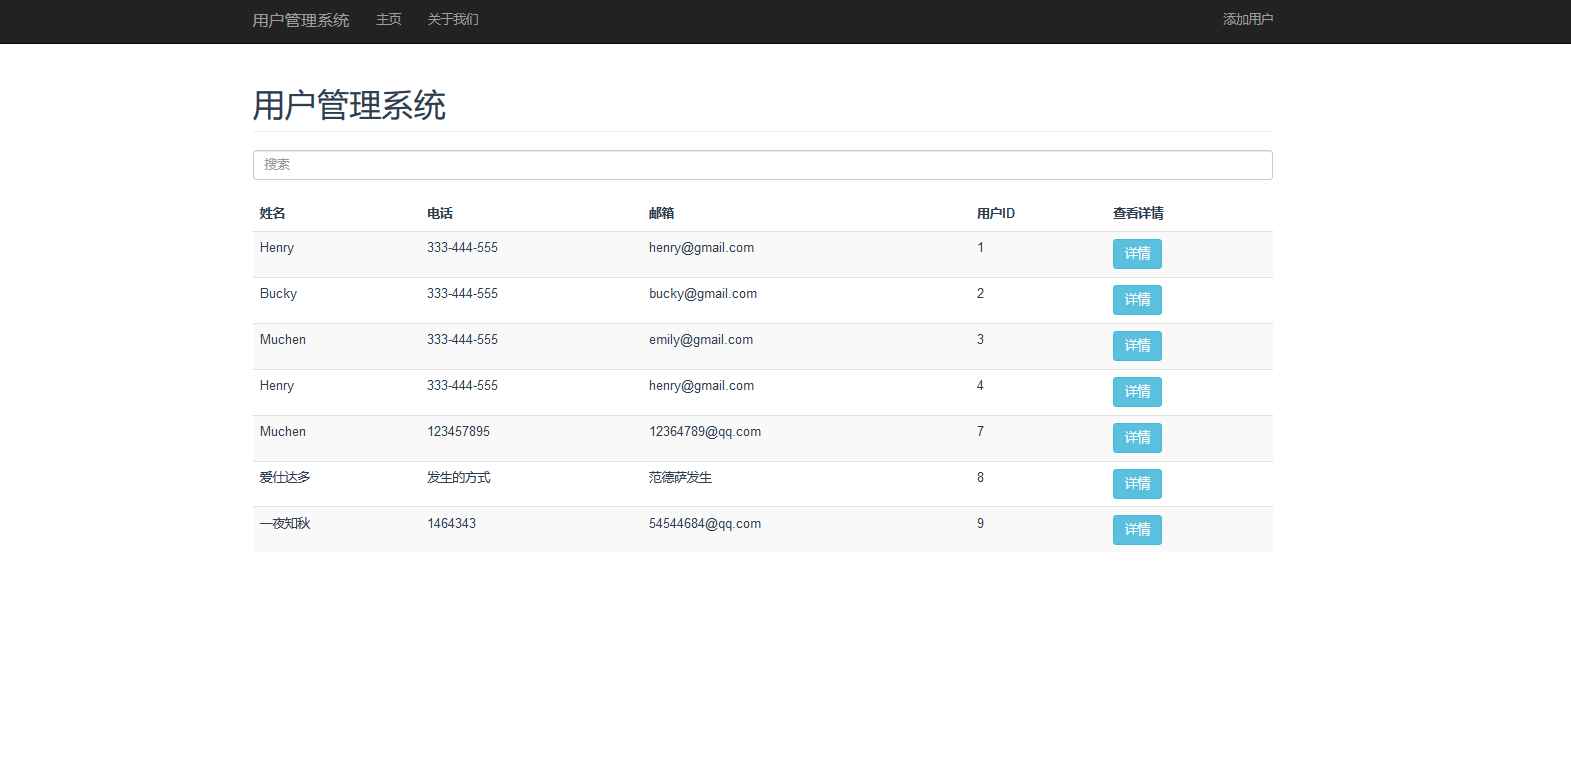 用户管理系统 主页 关于我们 添加用户
用户管理系统
搜索
姓名 电话 邮箱 用户ID 查看详情
Henry 333-444-555 henry@gmail.com 1 详情
Bucky 333-444-555 bucky@gmail.com 2 详情
Muchen 333-444-555 emily@gmail.com 3 详情
Henry 333-444-555 henry@gmail.com 4 详情
Muchen 123457895 12364789@qq.com 7 详情
爱仕达多 发生的方式 范德萨发生 8 详情
一夜知秋 1464343 54544684@qq.com 9 详情